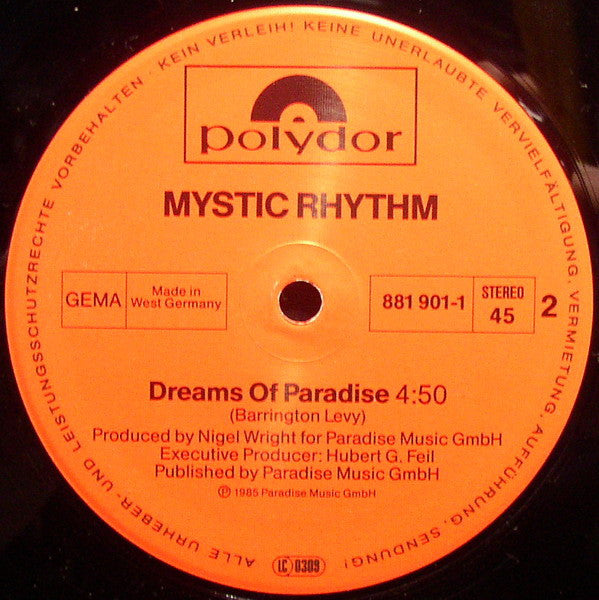 ALLE URHEBER- UND LEISTUNGSSCHUTZRECHTE VORBEHALTEN · KEIN VERLEIH! KEINE UNERLAUBTE VERVIELFÄLTIGUNG, VERMIETUNG, AUFFÜHRUNG, SENDUNG!
polydor
MYSTIC RHYTHM
GEMA
Made in
West Germany
881 901-1
STEREO
45
2
Dreams Of Paradise 4:50
(Barrington Levy)
Produced by Nigel Wright for Paradise Music GmbH
Executive Producer: Hubert G. Feil
Published by Paradise Music GmbH
℗ 1985 Paradise Music GmbH
LC 0309